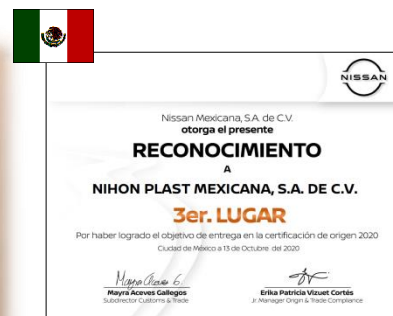 NISSAN
Nissan Mexicana, S.A. de C.V.
otorga el presente
RECONOCIMIENTO
A
NIHON PLAST MEXICANA, S.A. DE C.V.
3er. LUGAR
Por haber logrado el objetivo de entrega en la certificación de origen 2020
Ciudad de México a 13 de Octubre del 2020
Mayra Aceves G.
Mayra Aceves Gallegos
Subdirector Customs & Trade
Erika Patricia Vizuet Cortés
Jr. Manager Origin & Trade Compliance